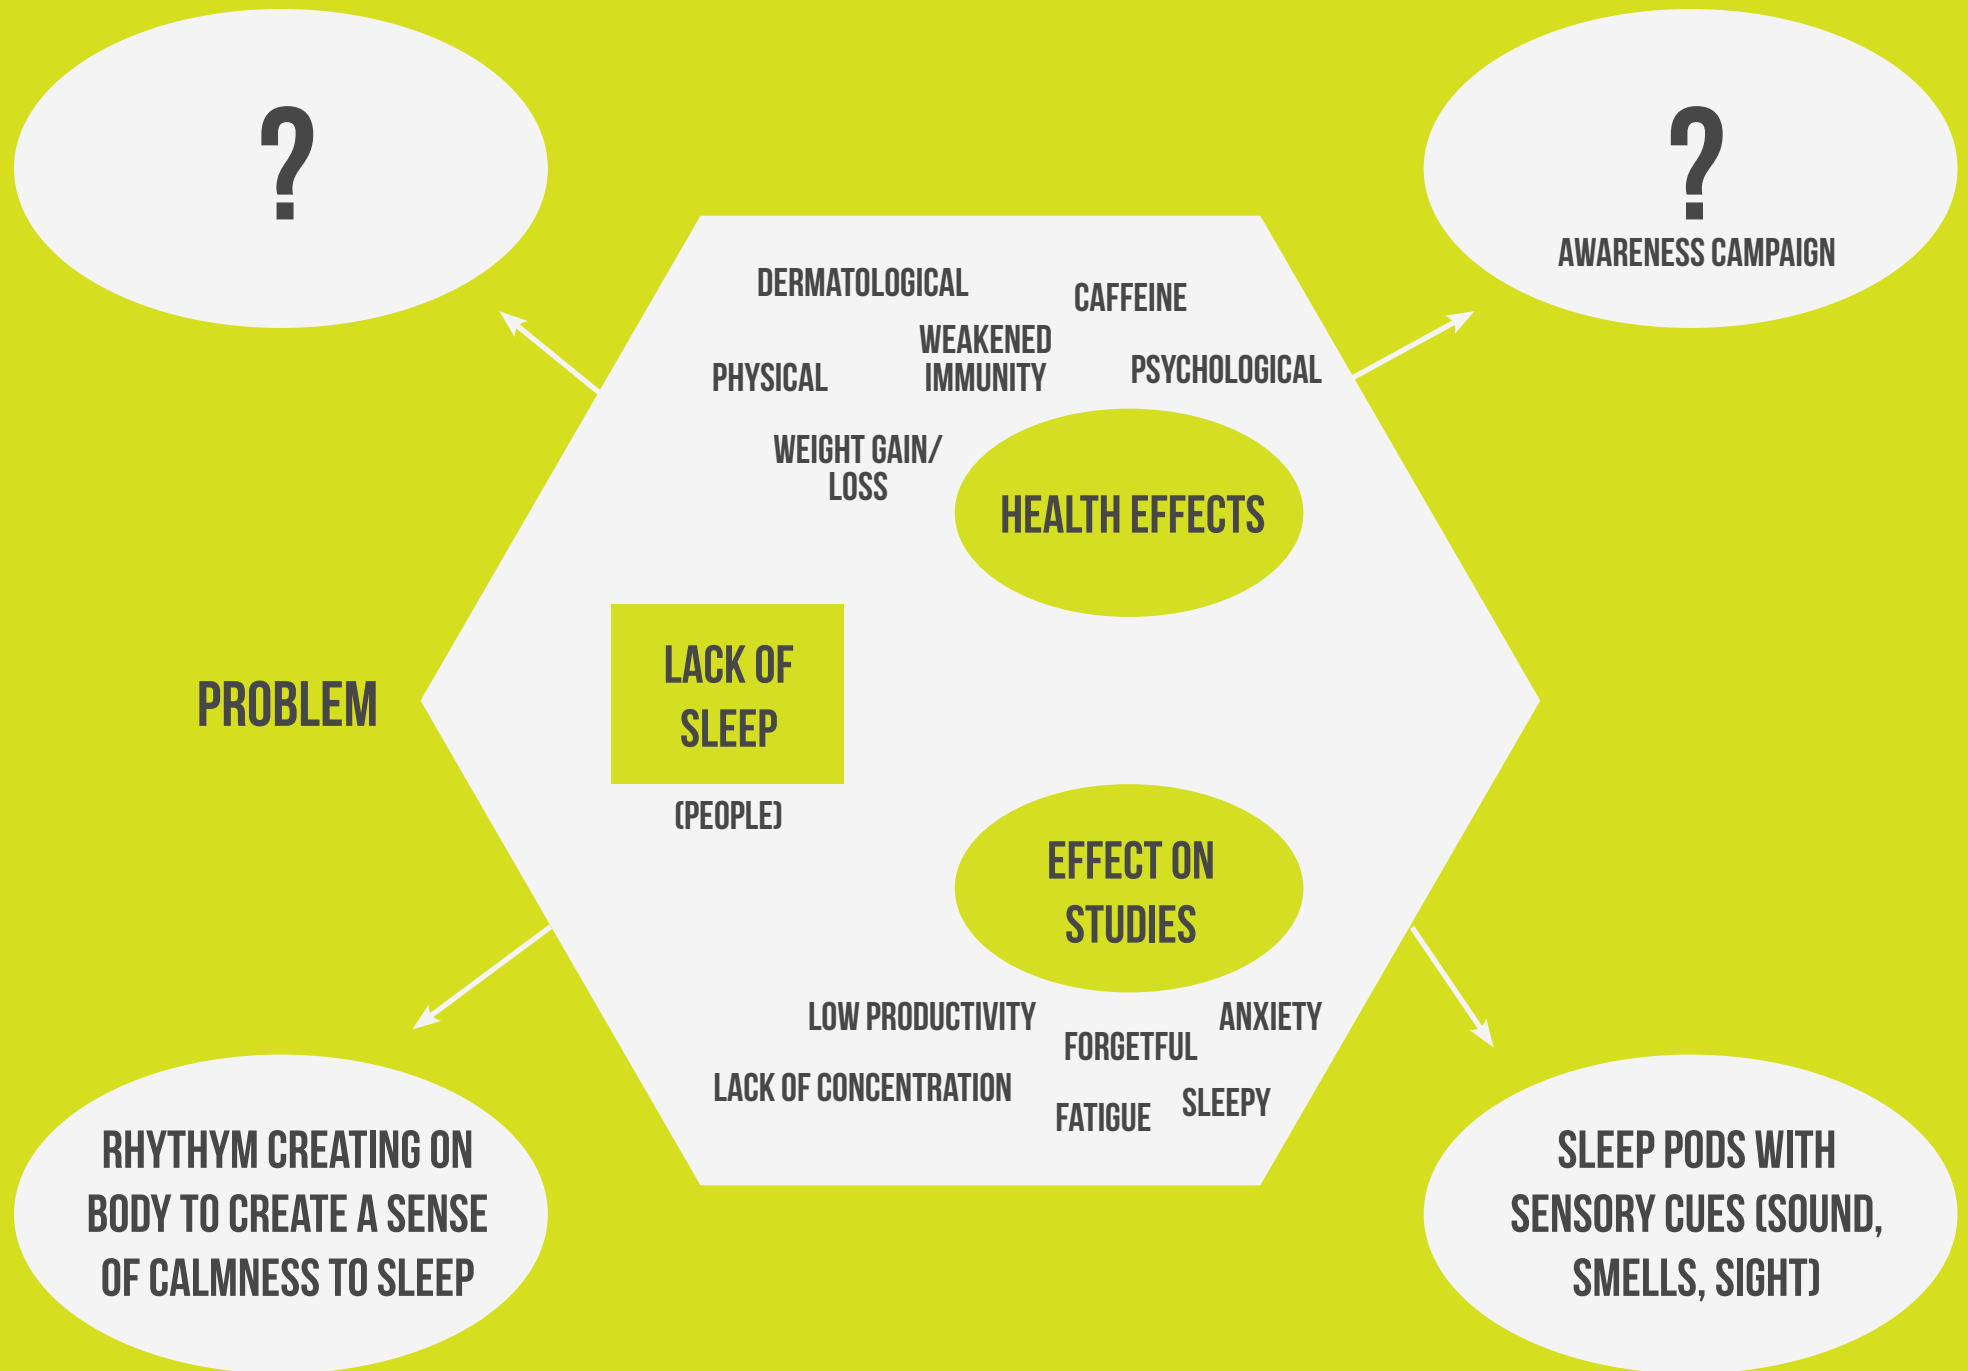 ?
?
AWARENESS CAMPAIGN
DERMATOLOGICAL
CAFFEINE
WEAKENED
IMMUNITY
PHYSICAL
PSYCHOLOGICAL
WEIGHT GAIN/
LOSS
HEALTH EFFECTS
LACK OF
SLEEP
(PEOPLE)
PROBLEM
EFFECT ON
STUDIES
LOW PRODUCTIVITY
ANXIETY
FORGETFUL
LACK OF CONCENTRATION
FATIGUE
SLEEPY
RHYTHYM CREATING ON
BODY TO CREATE A SENSE
OF CALMNESS TO SLEEP
SLEEP PODS WITH
SENSORY CUES (SOUND,
SMELLS, SIGHT)